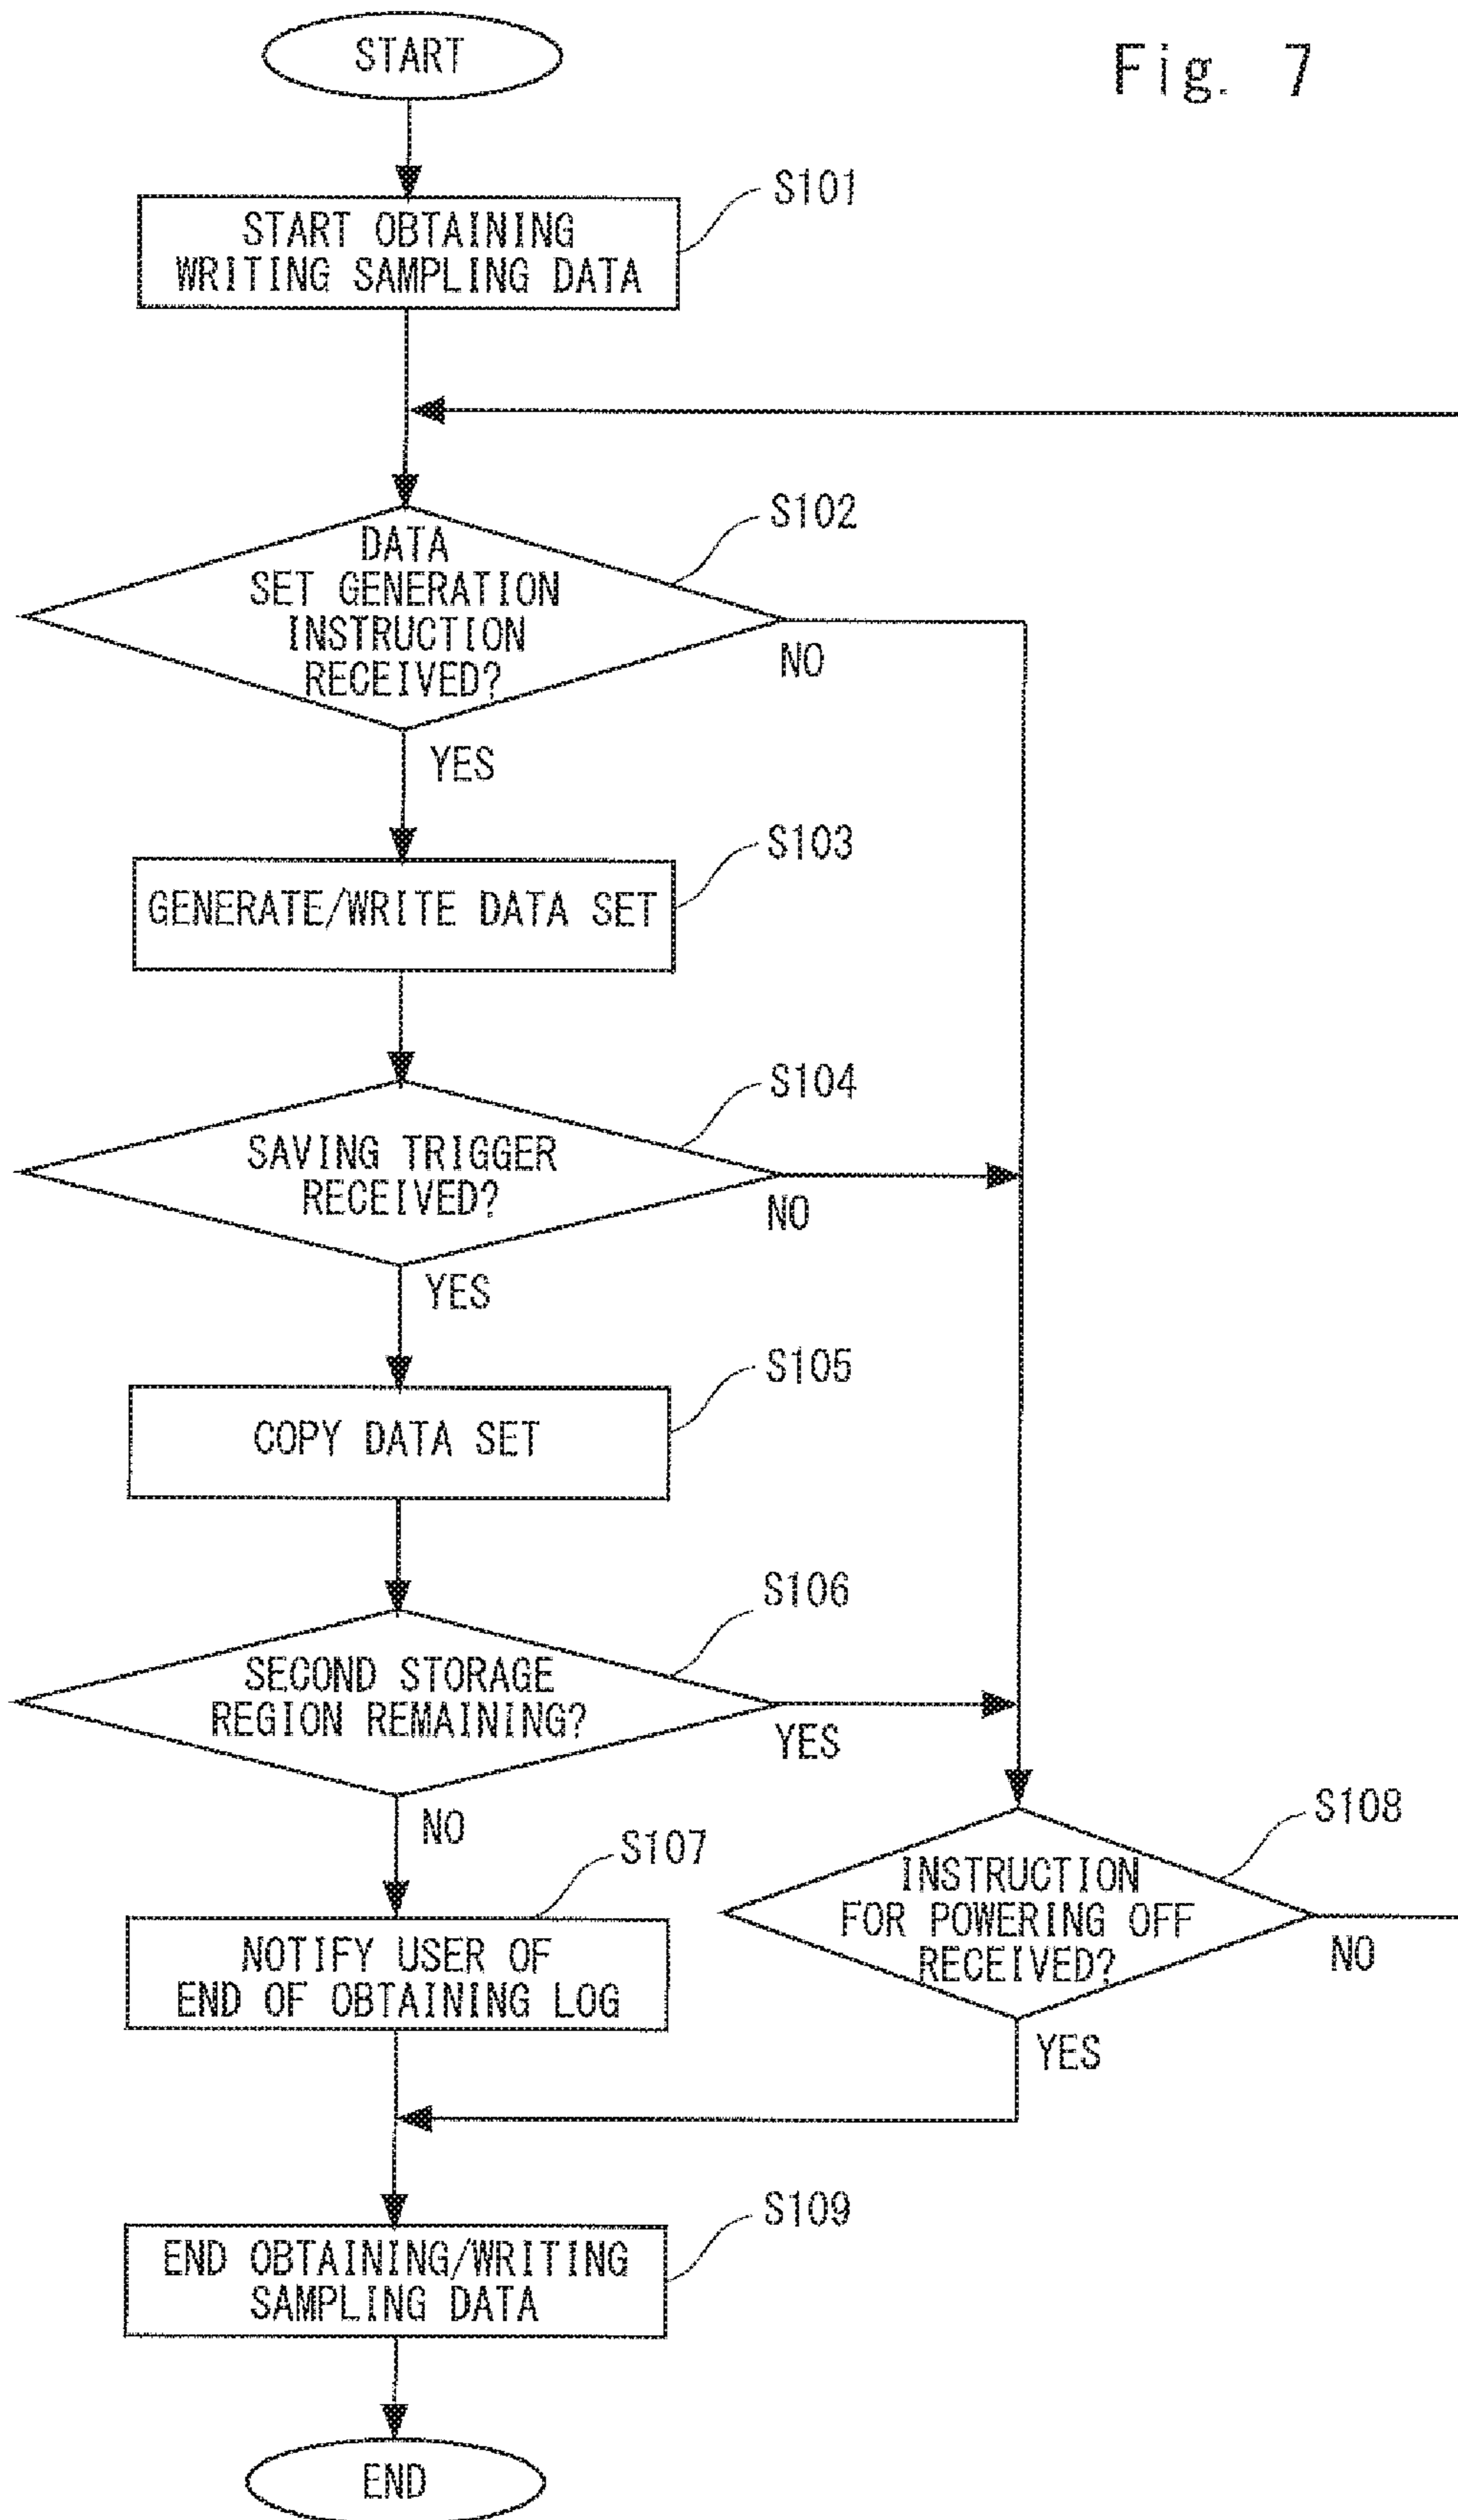 START
Fig. 7
S101
START OBTAINING
WRITING SAMPLING DATA
S102
DATA
SET GENERATION
INSTRUCTION
RECEIVED?
NO
YES
S103
GENERATE/WRITE DATA SET
S104
SAVING TRIGGER
RECEIVED?
NO
YES
S105
COPY DATA SET
S106
SECOND STORAGE
REGION REMAINING?
YES
NO
S107
NOTIFY USER OF
END OF OBTAINING LOG
S108
INSTRUCTION
FOR POWERING OFF
RECEIVED?
NO
YES
S109
END OBTAINING/WRITING
SAMPLING DATA
END